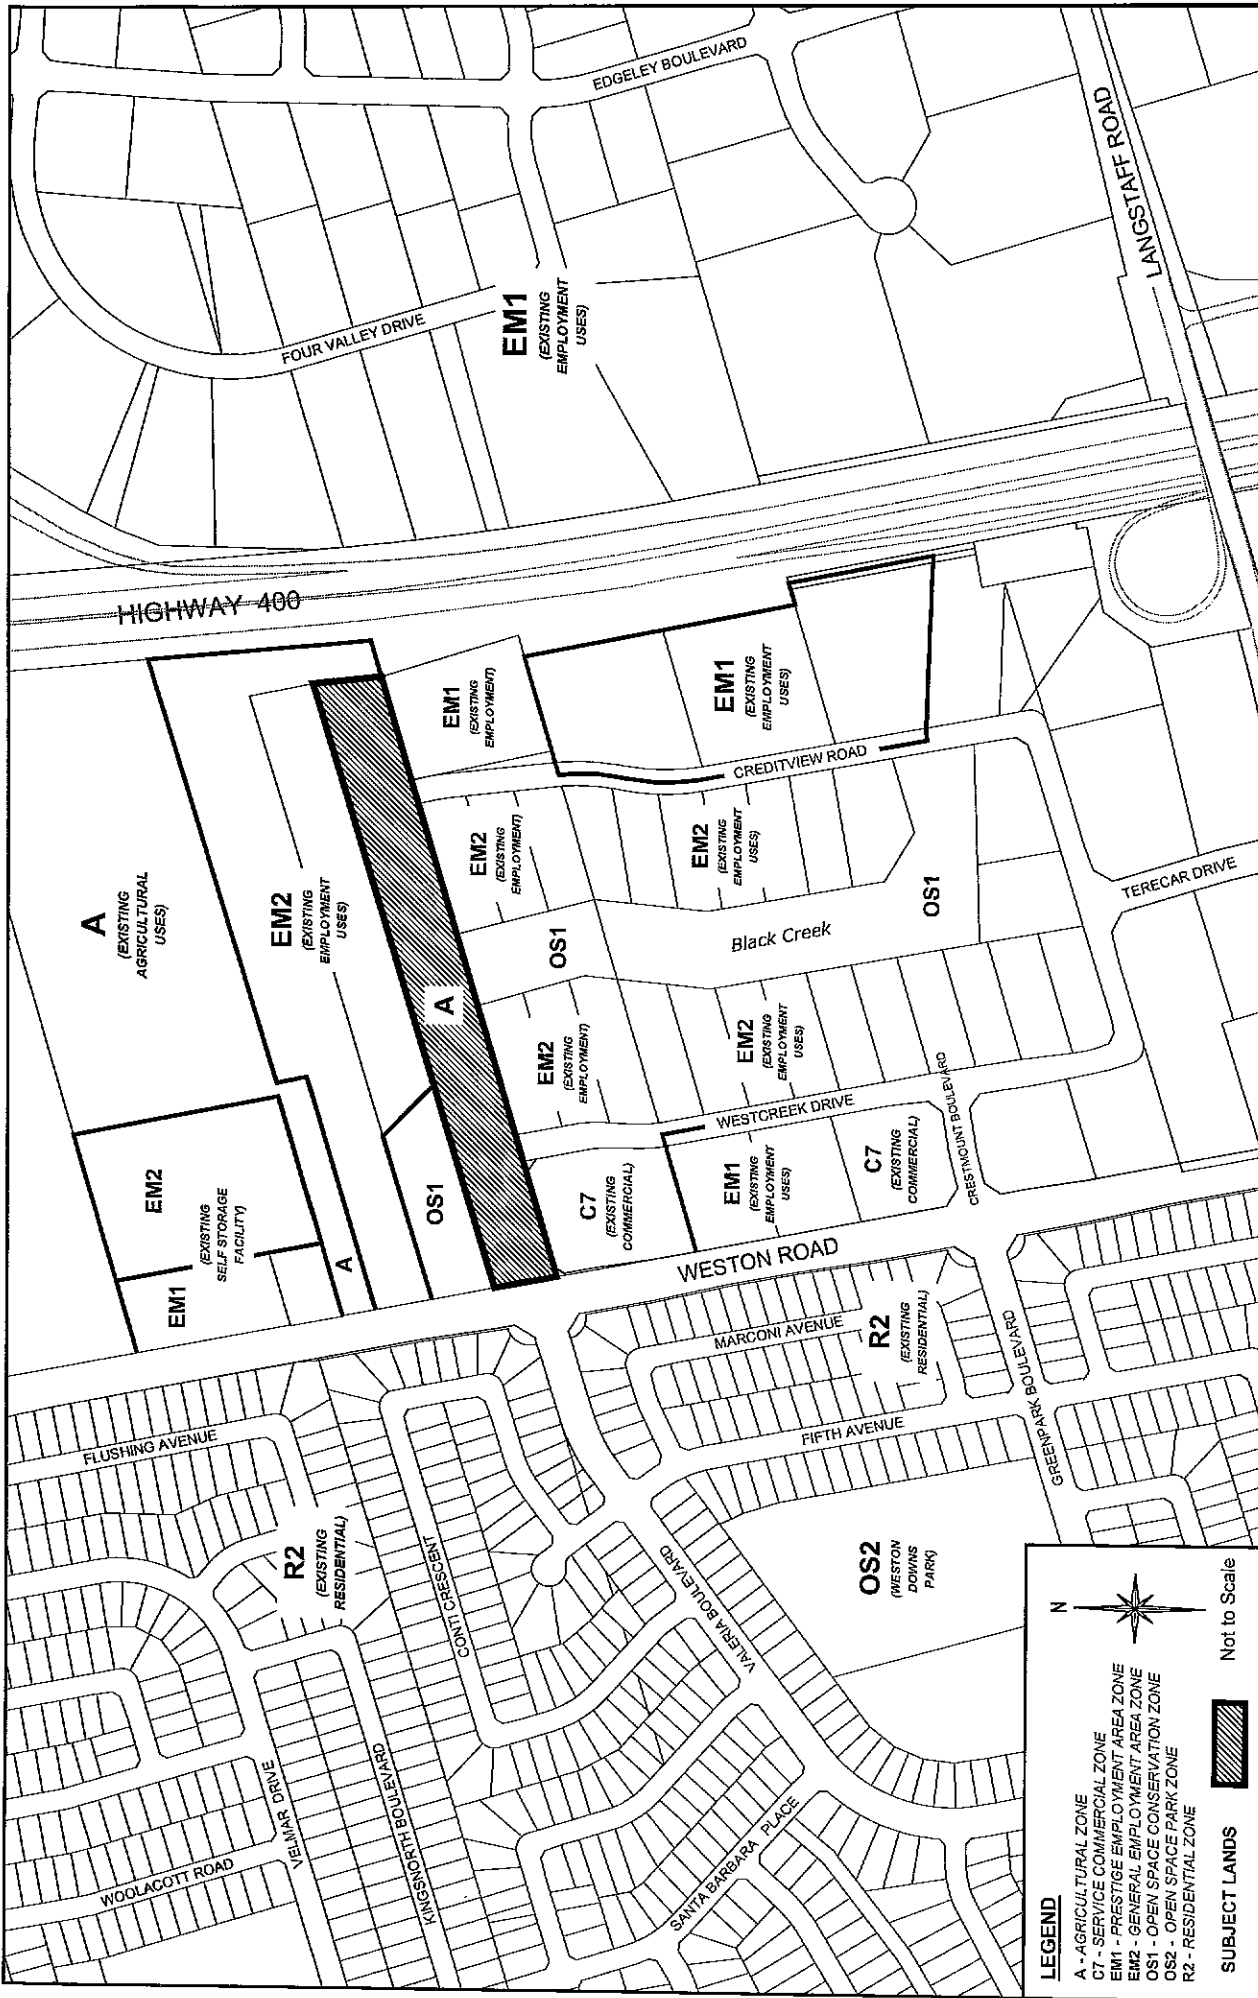 FLUSHING AVENUE
WOOLACOTT ROAD
VELMAR DRIVE
KINGSNORTH BOULEVARD
R2
(EXISTING
RESIDENTIAL)
CONTI CRESCENT
VALERIA BOULEVARD
SANTA BARBARA PLACE
OS2
(WESTON
DOWNS
PARK)
MARCONI AVENUE
R2
(EXISTING
RESIDENTIAL)
FIFTH AVENUE
GREENPARK BOULEVARD
WESTON ROAD
EM1
EM2
(EXISTING
SELF STORAGE
FACILITY)
A
OS1
A
(EXISTING
AGRICULTURAL
USES)
EM2
(EXISTING
EMPLOYMENT
USES)
A
C7
(EXISTING
COMMERCIAL)
EM1
(EXISTING
EMPLOYMENT
USES)
C7
(EXISTING
COMMERCIAL)
CRESTMOUNT BOULEVARD
WESTCREEK DRIVE
EM2
(EXISTING
EMPLOYMENT)
EM2
(EXISTING
EMPLOYMENT
USES)
OS1
Black Creek
OS1
EM2
(EXISTING
EMPLOYMENT)
EM2
(EXISTING
EMPLOYMENT
USES)
TERECAR DRIVE
CREDITVIEW ROAD
EM1
(EXISTING
EMPLOYMENT)
EM1
(EXISTING
EMPLOYMENT
USES)
HIGHWAY 400
FOUR VALLEY DRIVE
EM1
(EXISTING
EMPLOYMENT
USES)
EDGELEY BOULEVARD
LANGSTAFF ROAD
LEGEND
A - AGRICULTURAL ZONE
C7 - SERVICE COMMERCIAL ZONE
EM1 - PRESTIGE EMPLOYMENT AREA ZONE
EM2 - GENERAL EMPLOYMENT AREA ZONE
OS1 - OPEN SPACE CONSERVATION ZONE
OS2 - OPEN SPACE PARK ZONE
R2 - RESIDENTIAL ZONE
N
SUBJECT LANDS
Not to Scale